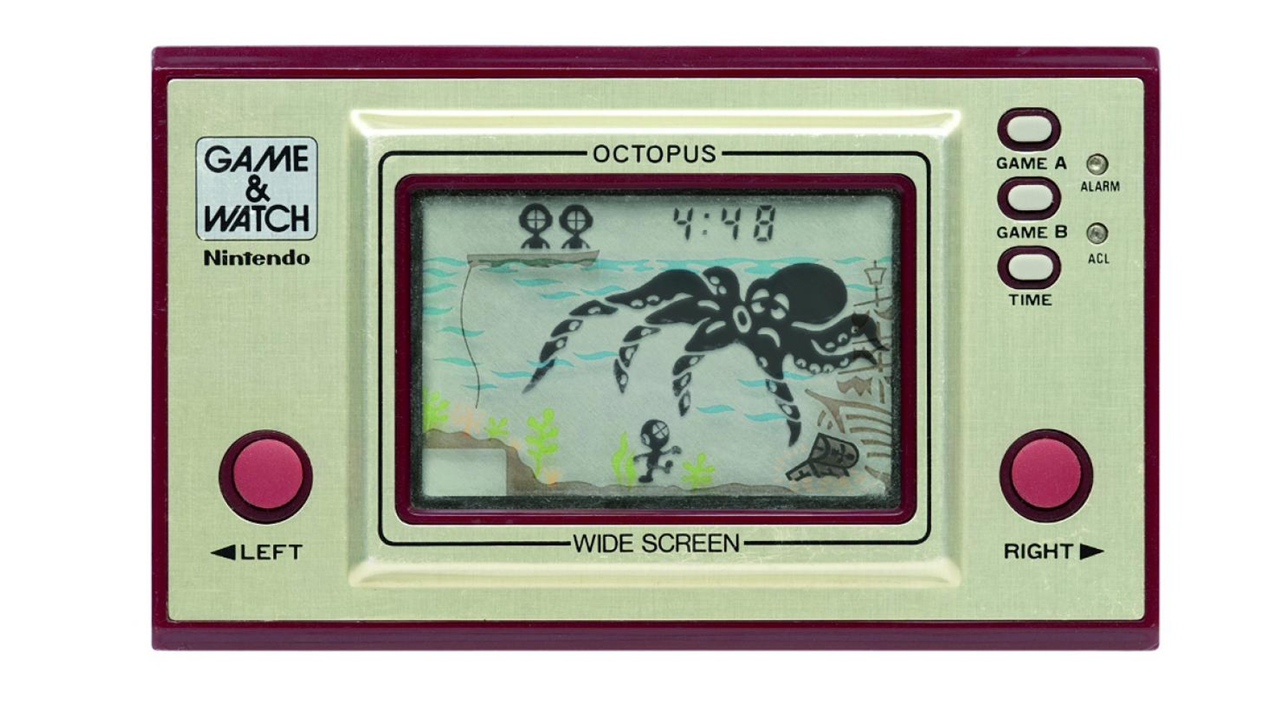 GAME
&
WATCH
Nintendo
OCTOPUS
4:48
WIDE SCREEN
GAME A
ALARM
GAME B
ACL
TIME
◀LEFT
RIGHT▶